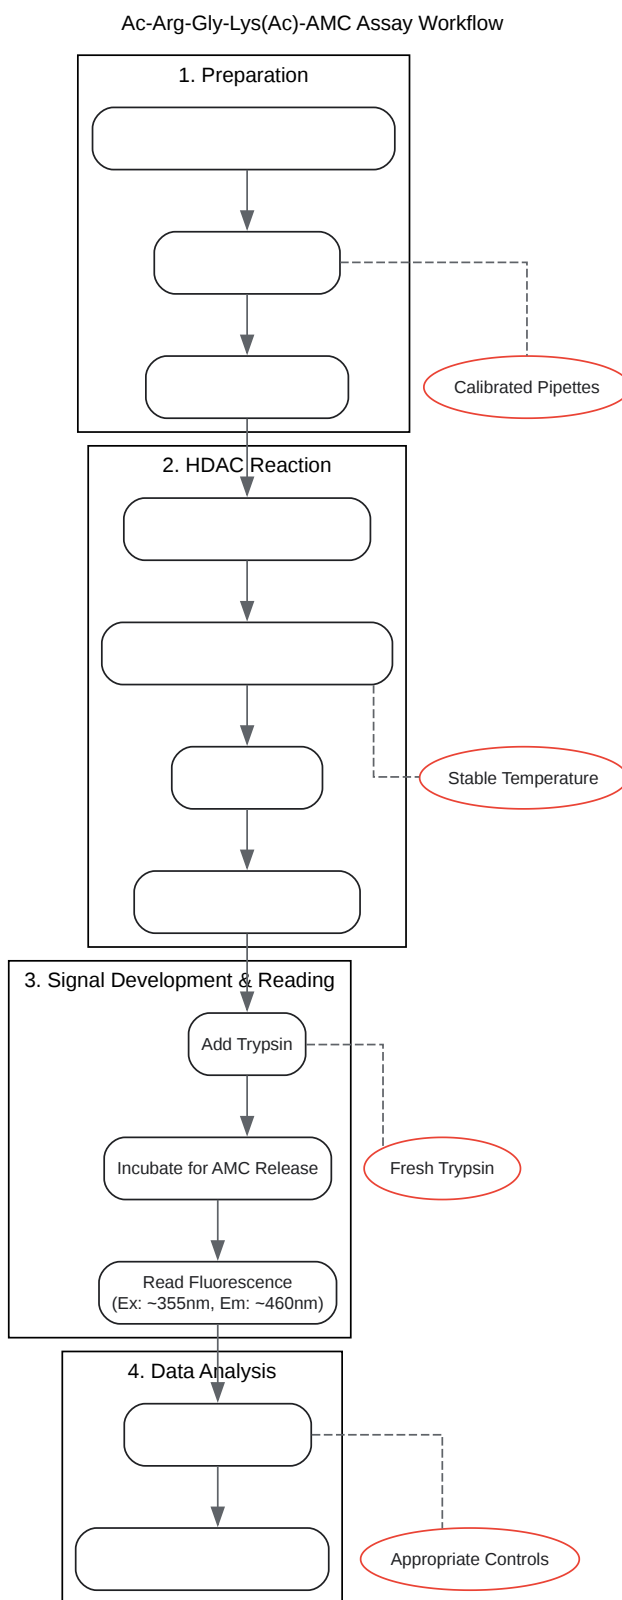 Ac-Arg-Gly-Lys(Ac)-AMC Assay Workflow
1. Preparation
Calibrated Pipettes
2. HDAC Reaction
Stable Temperature
3. Signal Development & Reading
Add Trypsin
Incubate for AMC Release
Fresh Trypsin
Read Fluorescence
(Ex: ~355nm, Em: ~460nm)
4. Data Analysis
Appropriate Controls